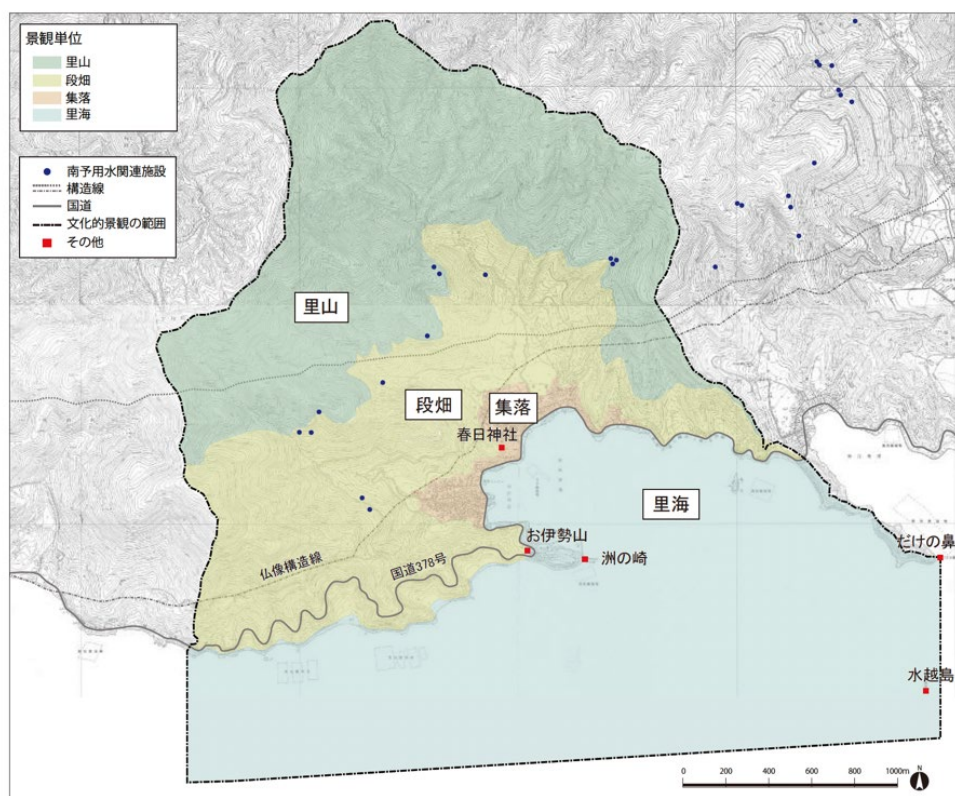 景観単位
里山
段畑
集落
里海
南予用水関連施設
構造線
国道
文化的景観の範囲
その他
里山
段畑
集落
春日神社
里海
お伊勢山
洲の崎
だけの鼻
仏像構造線
国道378号
水越島
0 200 400 600 800 1000m
N